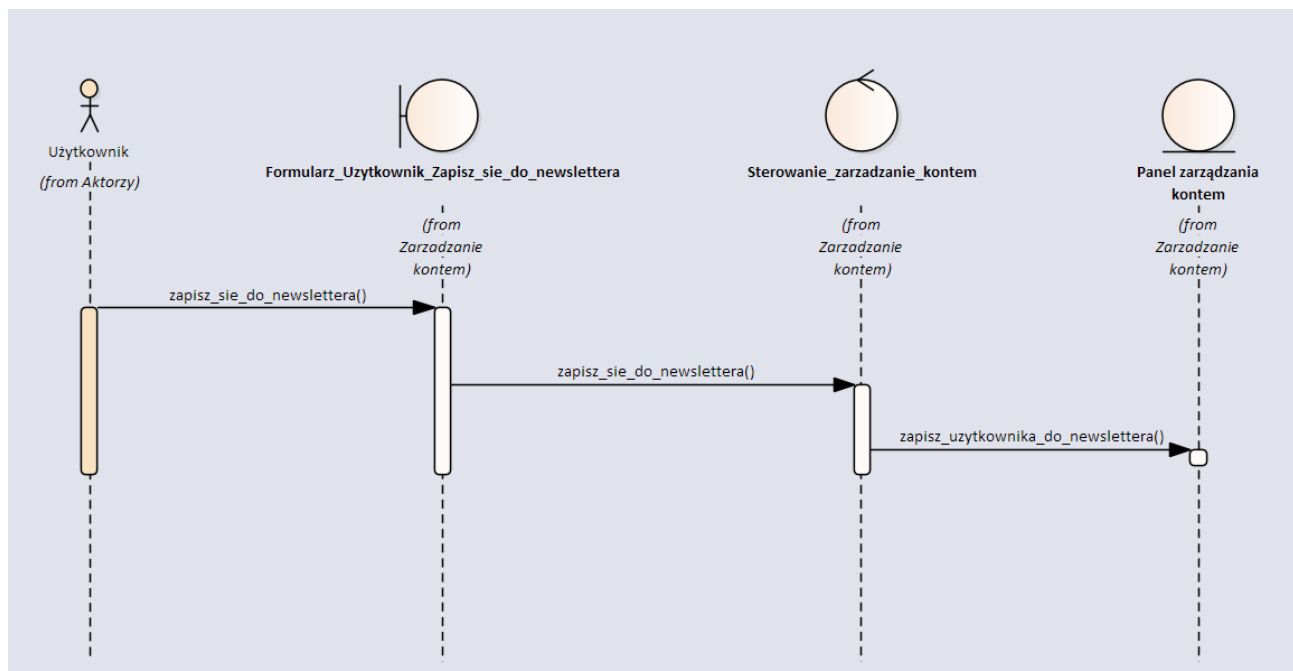 Użytkownik
(from Aktorzy)
Formularz_Uzytkownik_Zapisz_sie_do_newslettera
(from
Zarzadzanie
kontem)
Sterowanie_zarzadzanie_kontem
(from
Zarzadzanie
kontem)
Panel zarządzania
kontem
(from
Zarzadzanie
kontem)
zapisz_sie_do_newslettera()
zapisz_sie_do_newslettera()
zapisz_uzytkownika_do_newslettera()